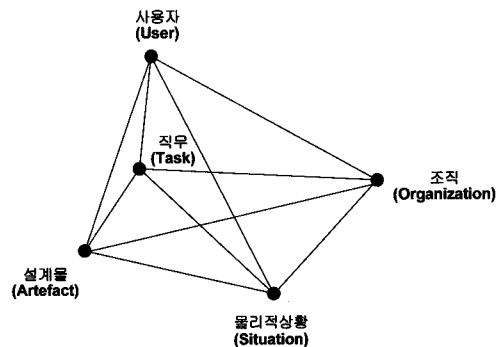 사용자
(User)
직무
(Task)
조직
(Organization)
설계물
(Artefact)
물리적상황
(Situation)